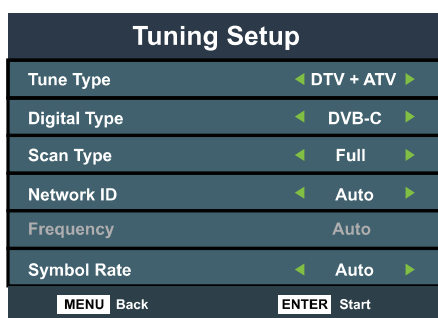 Tuning Setup
Tune Type DTV + ATV
Digital Type DVB-C
Scan Type Full
Network ID Auto
Frequency Auto
Symbol Rate Auto
MENU Back ENTER Start